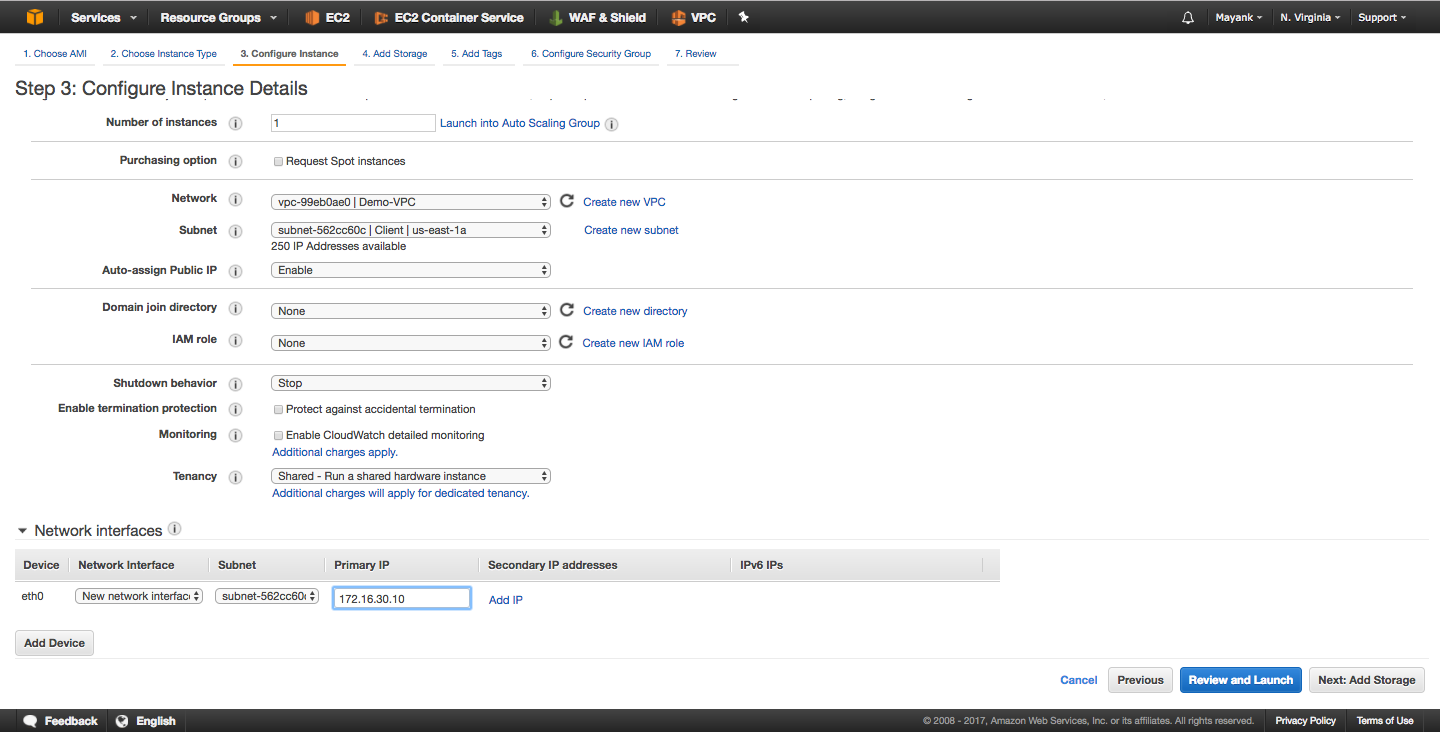 Services Resource Groups EC2 EC2 Container Service WAF & Shield VPC Mayank N. Virginia Support
1. Choose AMI 2. Choose Instance Type 3. Configure Instance 4. Add Storage 5. Add Tags 6. Configure Security Group 7. Review
Step 3: Configure Instance Details
Number of instances 1 Launch into Auto Scaling Group
Purchasing option Request Spot instances
Network vpc-99eb0ae0 | Demo-VPC Create new VPC
Subnet subnet-562cc60c | Client | us-east-1a Create new subnet
250 IP Addresses available
Auto-assign Public IP Enable
Domain join directory None Create new directory
IAM role None Create new IAM role
Shutdown behavior Stop
Enable termination protection Protect against accidental termination
Monitoring Enable CloudWatch detailed monitoring
Additional charges apply.
Tenancy Shared - Run a shared hardware instance
Additional charges will apply for dedicated tenancy.
Network interfaces
Device Network Interface Subnet Primary IP Secondary IP addresses IPv6 IPs
eth0 New network interface subnet-562cc60c 172.16.30.10 Add IP
Add Device
Cancel Previous Review and Launch Next: Add Storage
Feedback English © 2008 - 2017, Amazon Web Services, Inc. or its affiliates. All rights reserved. Privacy Policy Terms of Use